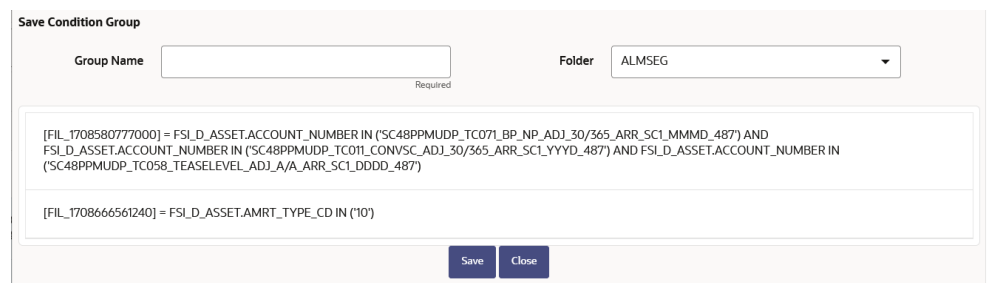 Save Condition Group
Group Name
Folder ALMSEG
Required
[FIL_1708580777000] = FSI_D_ASSET.ACCOUNT_NUMBER IN ('SC48PPMUDP_TC071_BP_NP_ADJ_30/365_ARR_SC1_MMMD_487') AND
FSI_D_ASSET.ACCOUNT_NUMBER IN ('SC48PPMUDP_TC011_CONVSC_ADJ_30/365_ARR_SC1_YYYD_487') AND FSI_D_ASSET.ACCOUNT_NUMBER IN
('SC48PPMUDP_TC058_TEASELEVEL_ADJ_A/A_ARR_SC1_DDDD_487')
[FIL_1708666561240] = FSI_D_ASSET.AMRT_TYPE_CD IN ('10')
Save Close